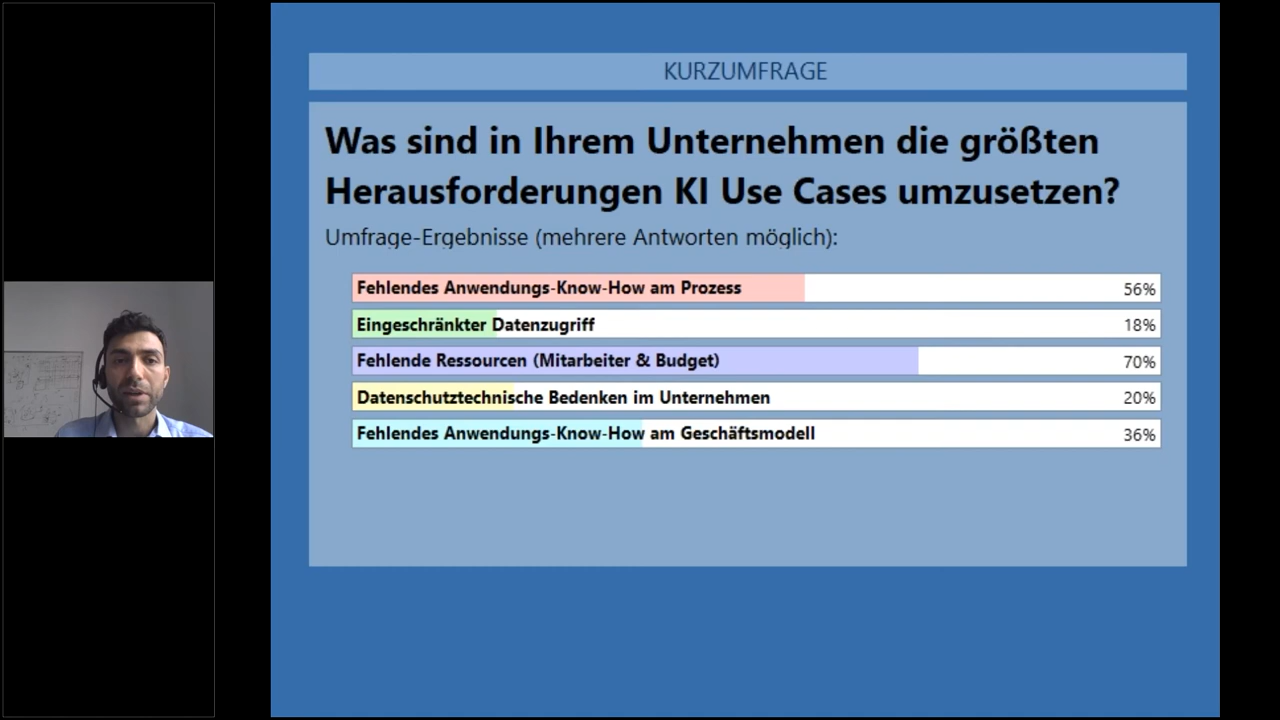 KURZUMFRAGE
Was sind in Ihrem Unternehmen die größten
Herausforderungen KI Use Cases umzusetzen?
Umfrage-Ergebnisse (mehrere Antworten möglich):
Fehlendes Anwendungs-Know-How am Prozess 56%
Eingeschränkter Datenzugriff 18%
Fehlende Ressourcen (Mitarbeiter & Budget) 70%
Datenschutztechnische Bedenken im Unternehmen 20%
Fehlendes Anwendungs-Know-How am Geschäftsmodell 36%